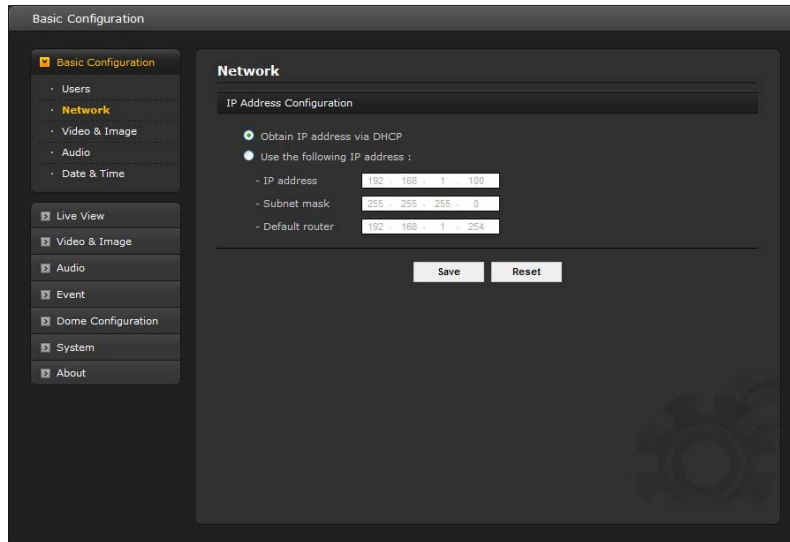 Basic Configuration
Basic Configuration
· Users
· Network
· Video & Image
· Audio
· Date & Time
Live View
Video & Image
Audio
Event
Dome Configuration
System
About
Network
IP Address Configuration
Obtain IP address via DHCP
Use the following IP address :
- IP address 192 . 168 . 1 . 100
- Subnet mask 255 . 255 . 255 . 0
- Default router 192 . 168 . 1 . 254
Save Reset